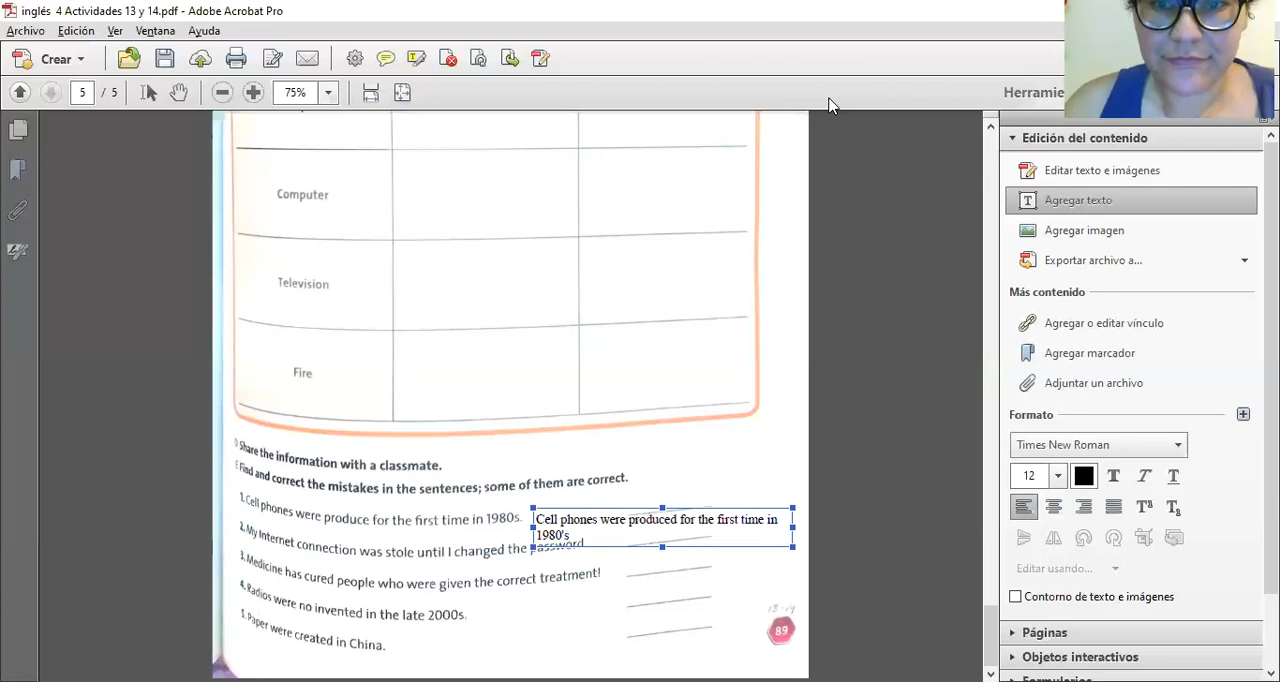 inglés 4 Actividades 13 y 14.pdf - Adobe Acrobat Pro
Archivo Edición Ver Ventana Ayuda
Crear
5 / 5 75% Herramie
Edición del contenido
Editar texto e imágenes
Agregar texto
Agregar imagen
Exportar archivo a...
Más contenido
Agregar o editar vínculo
Agregar marcador
Adjuntar un archivo
Formato
Times New Roman
12
Editar usando...
Contorno de texto e imágenes
Páginas
Objetos interactivos
Formularios
Computer
Television
Fire
D Share the information with a classmate.
E Find and correct the mistakes in the sentences; some of them are correct.
1. Cell phones were produce for the first time in 1980s.
Cell phones were produced for the first time in
1980's
2. My Internet connection was stole until I changed the password
3. Medicine has cured people who were given the correct treatment!
4. Radios were no invented in the late 2000s.
5. Paper were created in China.
13-14
89